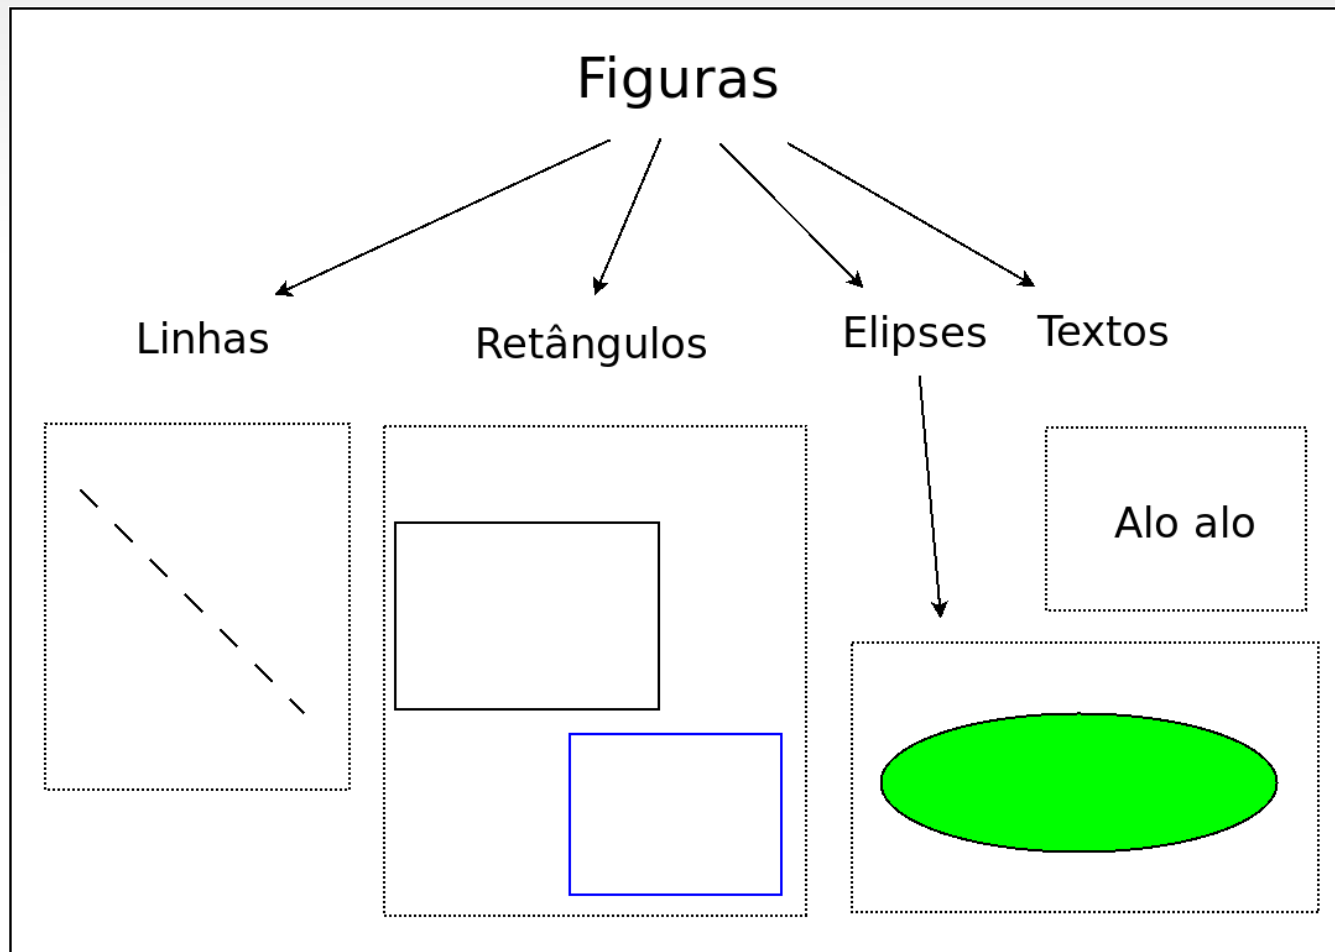 Figuras
Linhas
Retângulos
Elipses
Textos
Alo alo